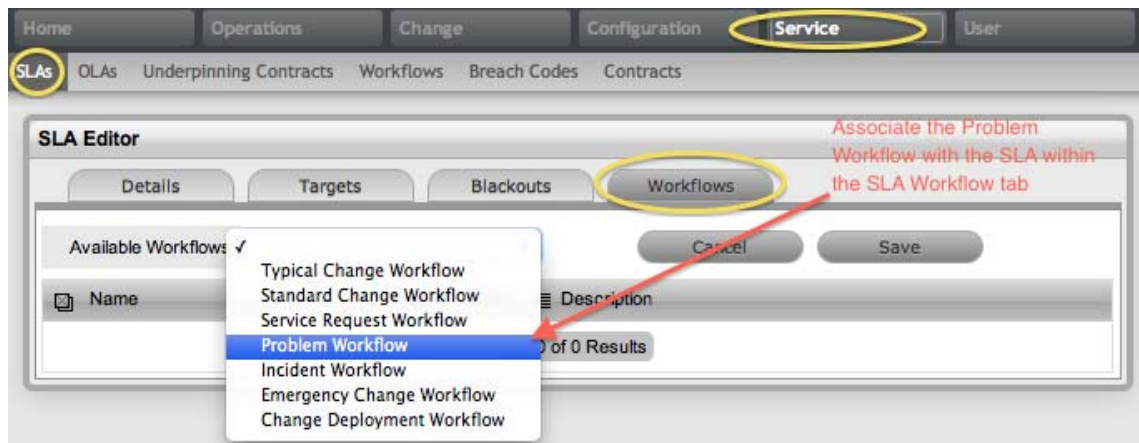 Home Operations Change Configuration Service User
SLAs OLAs Underpinning Contracts Workflows Breach Codes Contracts
SLA Editor
Associate the Problem
Workflow with the SLA within
the SLA Workflow tab
Details Targets Blackouts Workflows
Available Workflows ✓
Cancel Save
Typical Change Workflow
Standard Change Workflow
Service Request Workflow
Problem Workflow
Incident Workflow
Emergency Change Workflow
Change Deployment Workflow
Name Description
0 of 0 Results